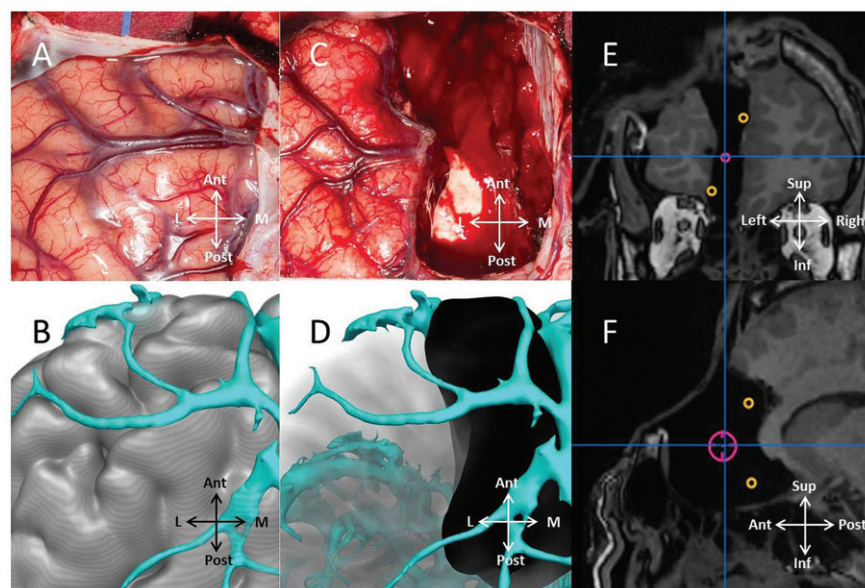 A
Ant
L
M
Post
C
Ant
L
M
Post
E
Sup
Left
Righ
Inf
B
Ant
L
M
Post
D
Ant
L
M
Post
F
Sup
Ant
Post
Inf